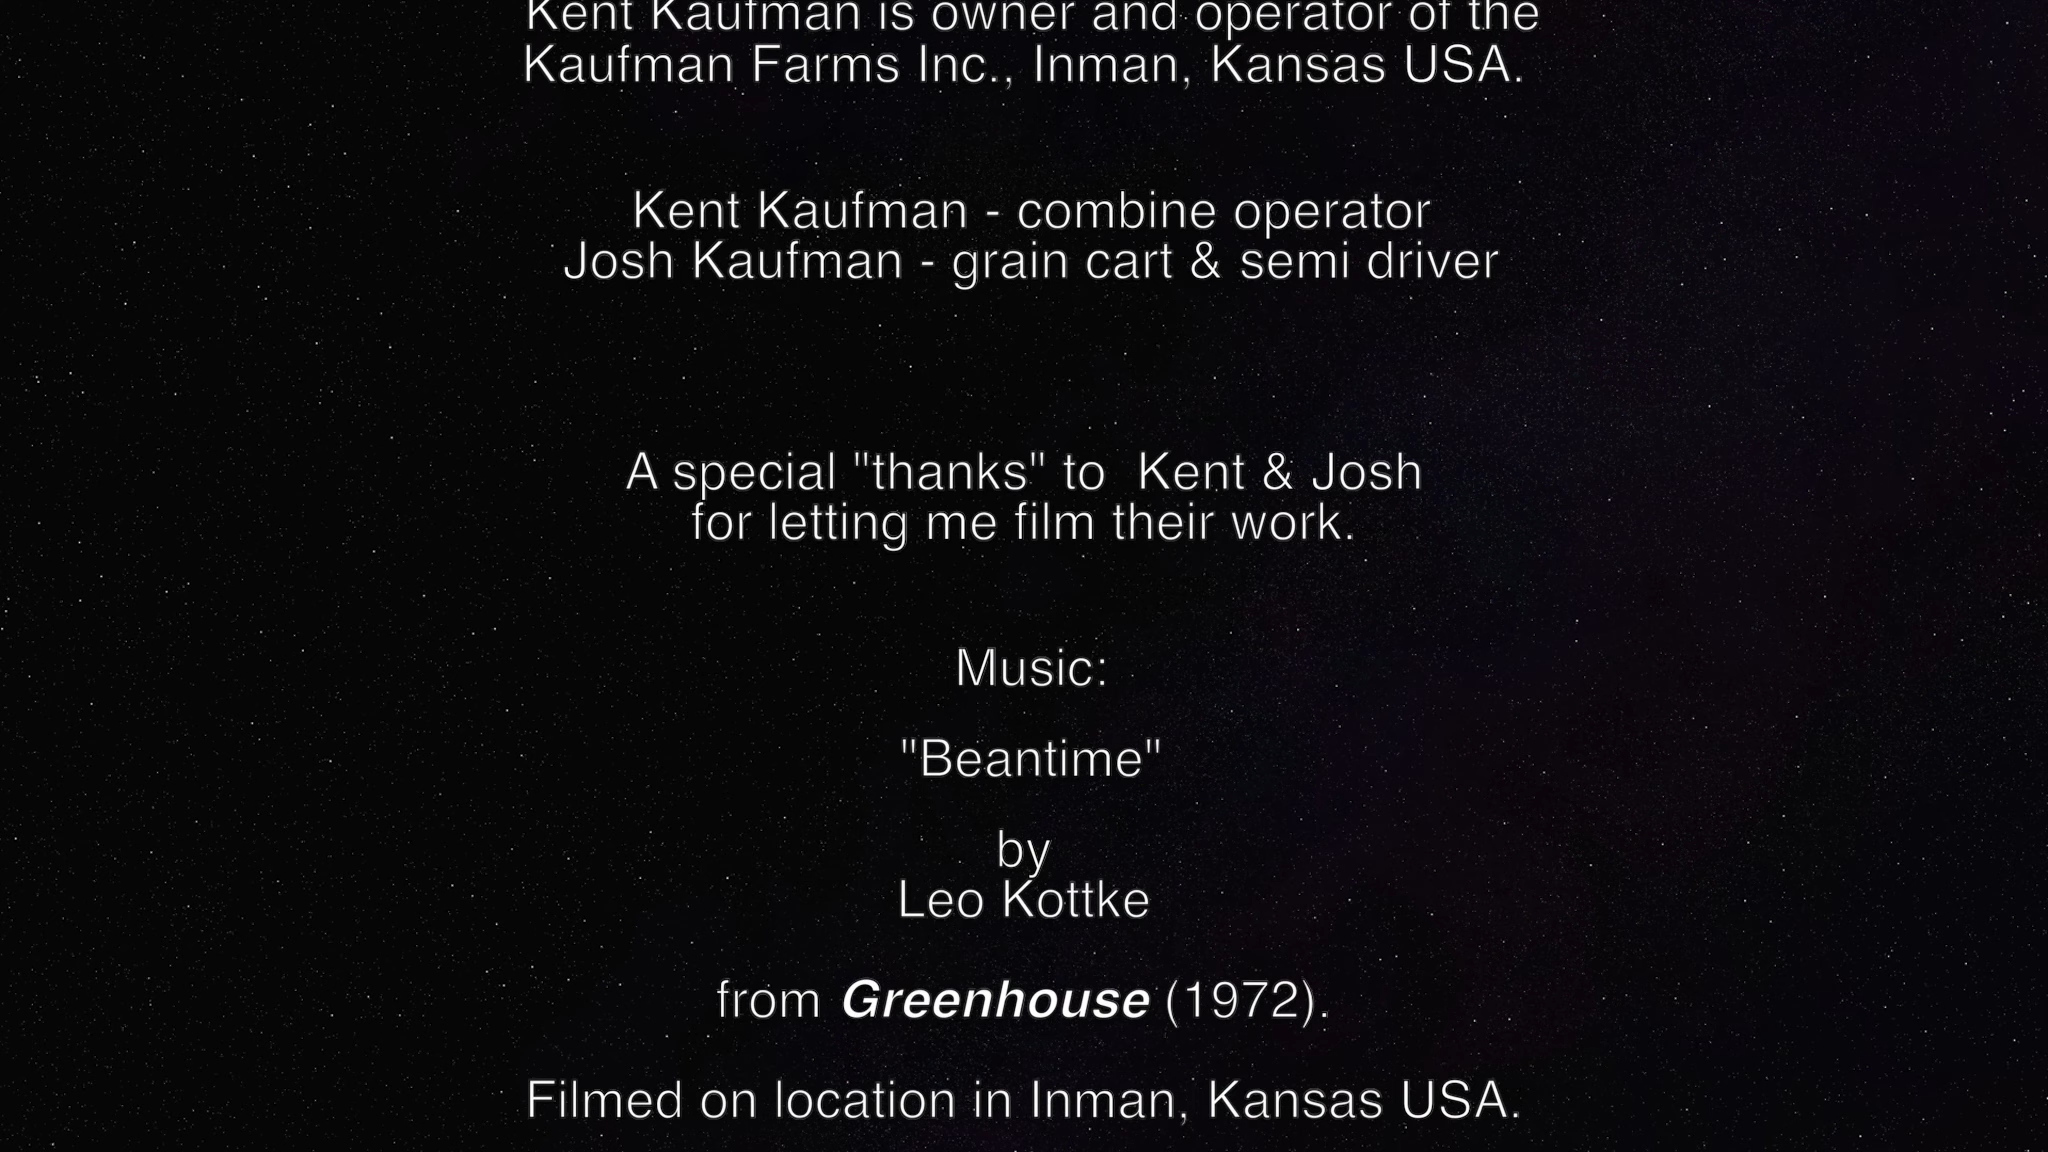 Kent Kaufman is owner and operator of the
Kaufman Farms Inc., Inman, Kansas USA.
Kent Kaufman - combine operator
Josh Kaufman - grain cart & semi driver
A special "thanks" to  Kent & Josh
for letting me film their work.
Music:
"Beantime"
by
Leo Kottke
from Greenhouse (1972).
Filmed on location in Inman, Kansas USA.